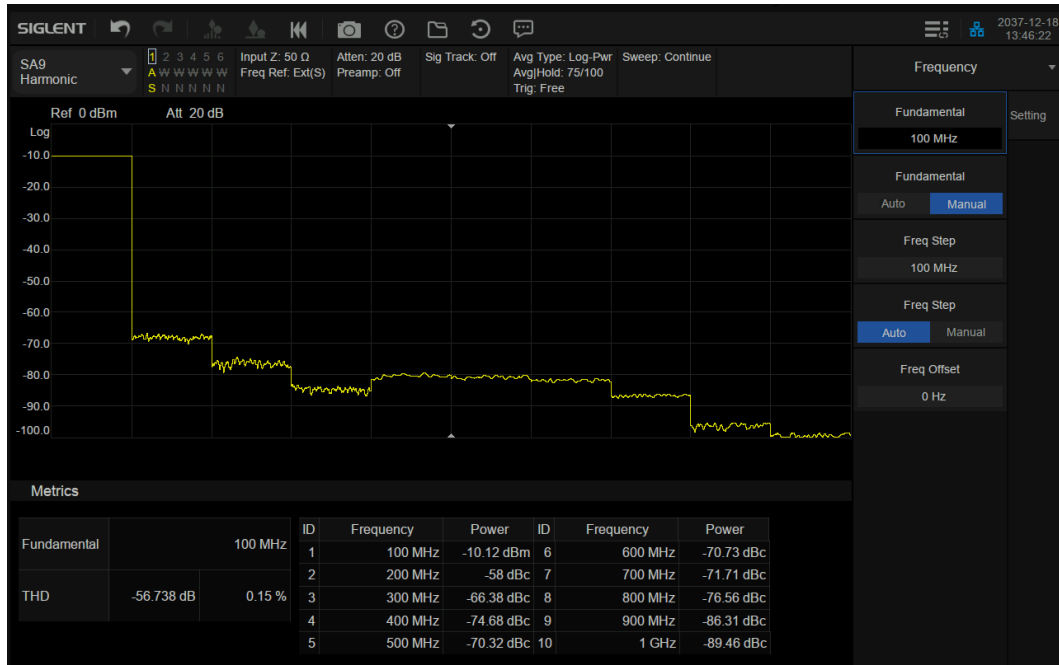 SIGLENT
2037-12-18
13:46:22
SA9
Harmonic
1 2 3 4 5 6
A W W W W W
S N N N N N
Input Z: 50 Ω
Freq Ref: Ext(S)
Atten: 20 dB
Preamp: Off
Sig Track: Off
Avg Type: Log-Pwr
Avg|Hold: 75/100
Trig: Free
Sweep: Continue
Ref 0 dBm Att 20 dB
Log
-10.0
-20.0
-30.0
-40.0
-50.0
-60.0
-70.0
-80.0
-90.0
-100.0
Frequency
Setting
Fundamental
100 MHz
Fundamental
Auto Manual
Freq Step
100 MHz
Freq Step
Auto Manual
Freq Offset
0 Hz
Metrics
Fundamental 100 MHz
THD -56.738 dB 0.15 %
ID Frequency Power ID Frequency Power
1 100 MHz -10.12 dBm 6 600 MHz -70.73 dBc
2 200 MHz -58 dBc 7 700 MHz -71.71 dBc
3 300 MHz -66.38 dBc 8 800 MHz -76.56 dBc
4 400 MHz -74.68 dBc 9 900 MHz -86.31 dBc
5 500 MHz -70.32 dBc 10 1 GHz -89.46 dBc